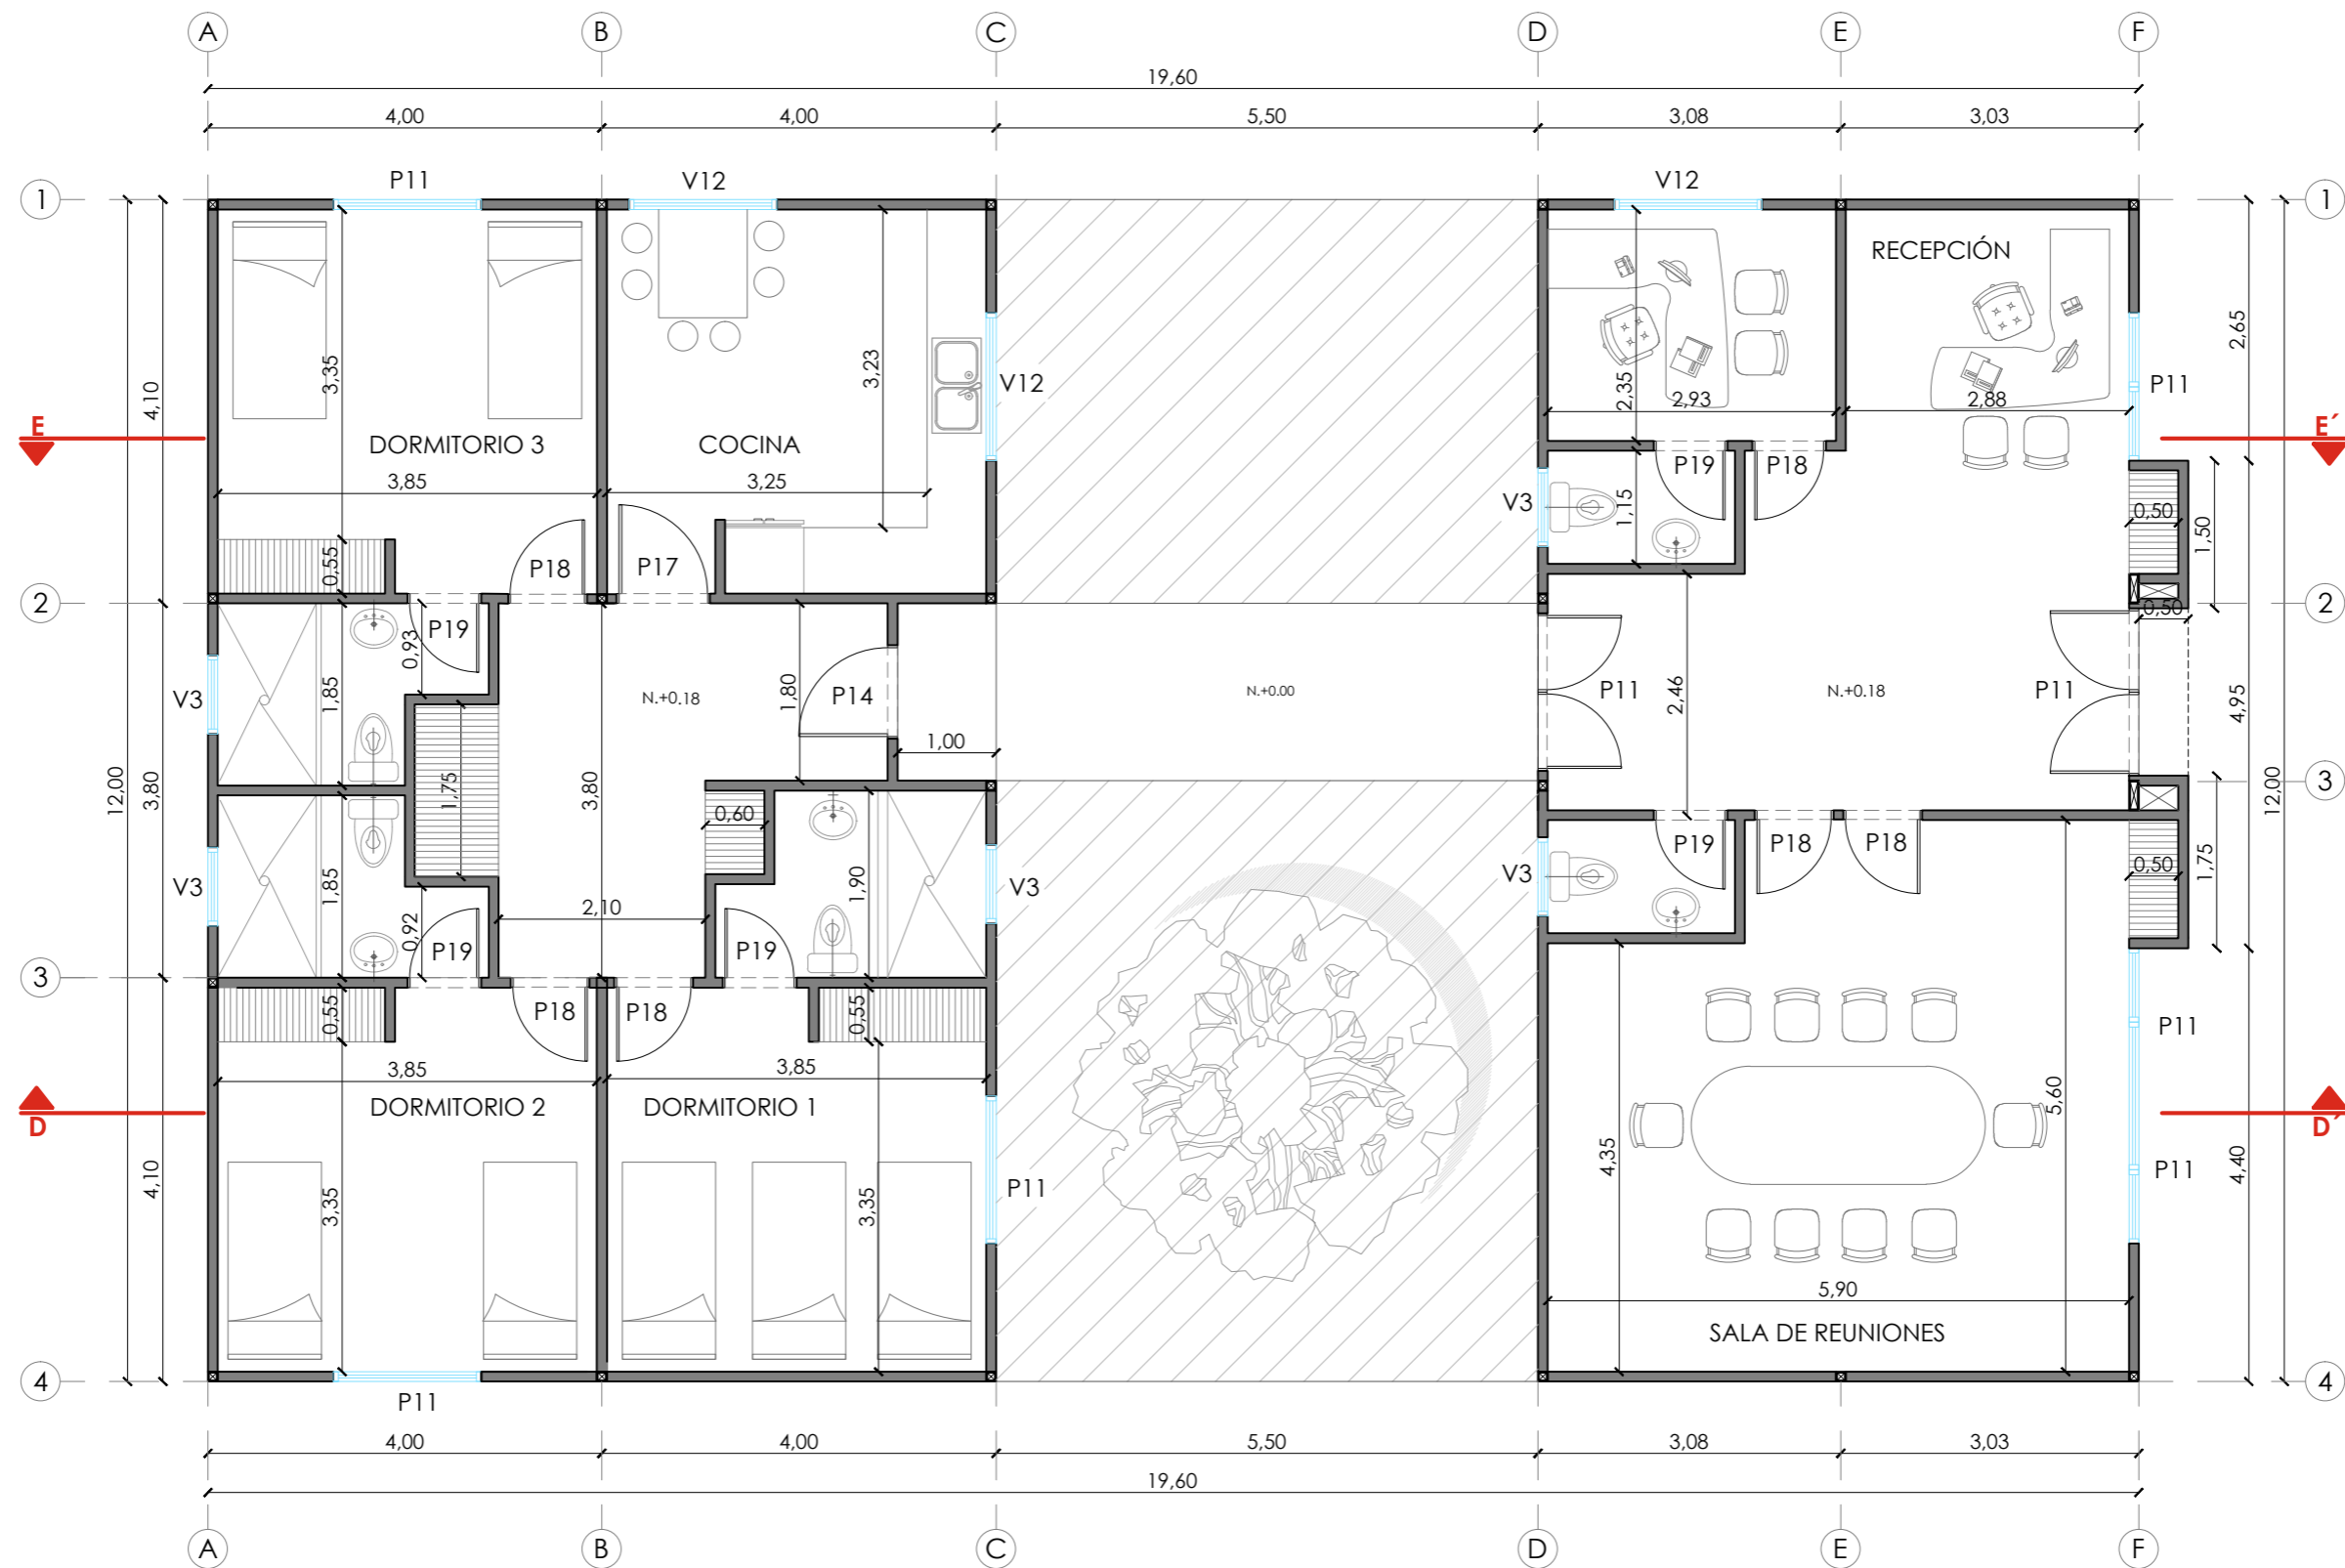 A B C D E F
19,60
4,00 4,00 5,50 3,08 3,03
P11 V12 V12
1 1
RECEPCIÓN
2,65
3,35 3,23 V12 P11
4,10 2,35 2,93 2,88
E E´
DORMITORIO 3 COCINA
P19 P18
3,85 3,25
V3 1,15 0,50 1,50
0,55 P18 P17
2 2
0,50
P19 0,93
V3 1,85 N.+0.18 1,80 P14 N.+0.00 P11 2,46 N.+0.18 P11 4,95
1,00
12,00 3,80 1,75 3,80 3 12,00
0,60
P19 P18 P18
V3 1,85 1,90 V3 V3 0,50 1,75
0,92 2,10
P19 P19
3
0,55 P18 P18 0,55
P11
3,85 3,85
DORMITORIO 2 DORMITORIO 1
D D´
5,60
4,10 4,35 4,40
3,35 3,35 P11 P11
5,90
SALA DE REUNIONES
4 4
P11
4,00 4,00 5,50 3,08 3,03
19,60
A B C D E F